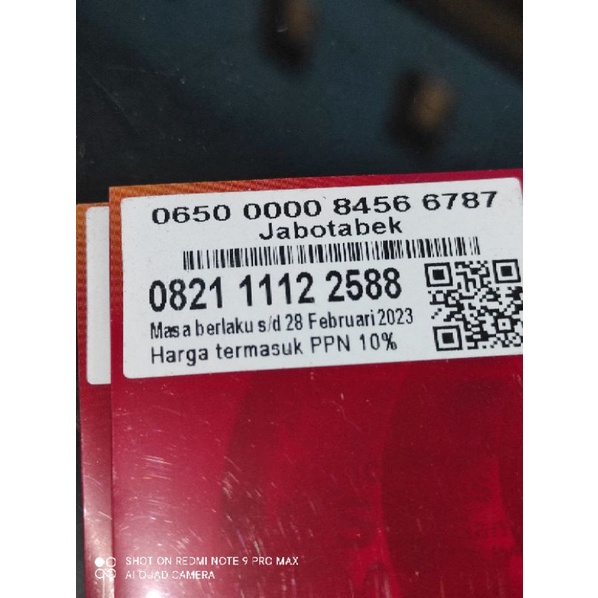 0650 0000 8456 6787
Jabotabek
0821 1112 2588
Masa berlaku s/d 28 Februari 2023
Harga termasuk PPN 10%
SHOT ON REDMI NOTE 9 PRO MAX
AI QUAD CAMERA